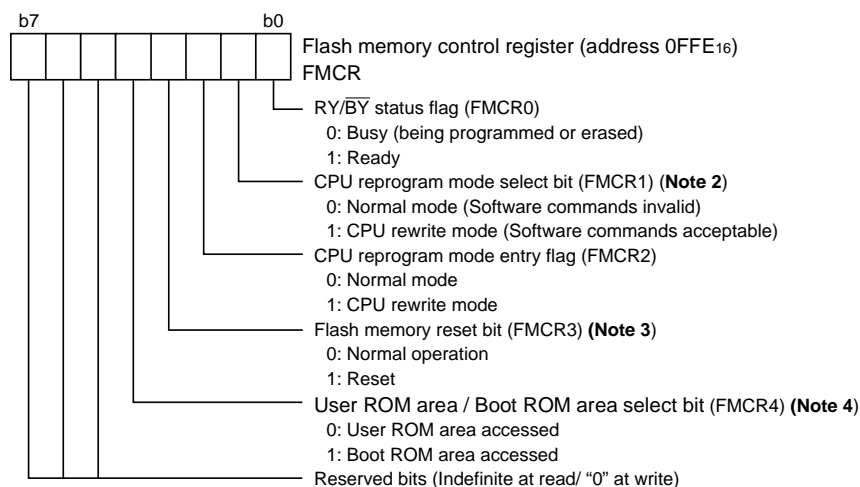 b7 b0
Flash memory control register (address 0FFE16)
FMCR
RY/BY status flag (FMCR0)
0: Busy (being programmed or erased)
1: Ready
CPU reprogram mode select bit (FMCR1) (Note 2)
0: Normal mode (Software commands invalid)
1: CPU rewrite mode (Software commands acceptable)
CPU reprogram mode entry flag (FMCR2)
0: Normal mode
1: CPU rewrite mode
Flash memory reset bit (FMCR3) (Note 3)
0: Normal operation
1: Reset
User ROM area / Boot ROM area select bit (FMCR4) (Note 4)
0: User ROM area accessed
1: Boot ROM area accessed
Reserved bits (Indefinite at read/ “0” at write)